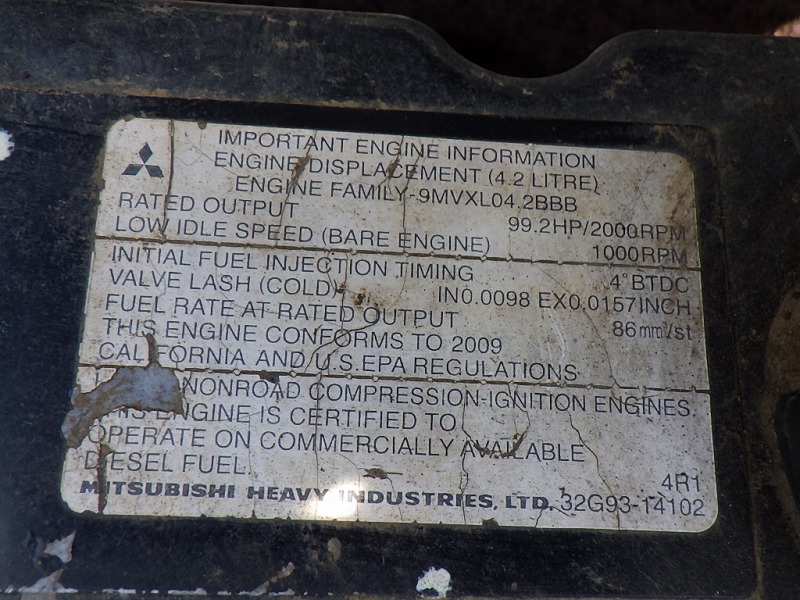 IMPORTANT ENGINE INFORMATION
ENGINE DISPLACEMENT (4.2 LITRE)
ENGINE FAMILY-9MVXL04.2BBB
RATED OUTPUT 99.2HP/2000RPM
LOW IDLE SPEED (BARE ENGINE) 1000RPM
INITIAL FUEL INJECTION TIMING 4°BTDC
VALVE LASH (COLD) IN0.0098 EX0.0157INCH
FUEL RATE AT RATED OUTPUT 86mm³/st
THIS ENGINE CONFORMS TO 2009
CALIFORNIA AND U.S.EPA REGULATIONS
NONROAD COMPRESSION-IGNITION ENGINES.
THIS ENGINE IS CERTIFIED TO
OPERATE ON COMMERCIALLY AVAILABLE
DIESEL FUEL. 4R1
MITSUBISHI HEAVY INDUSTRIES, LTD. 32G93-14102